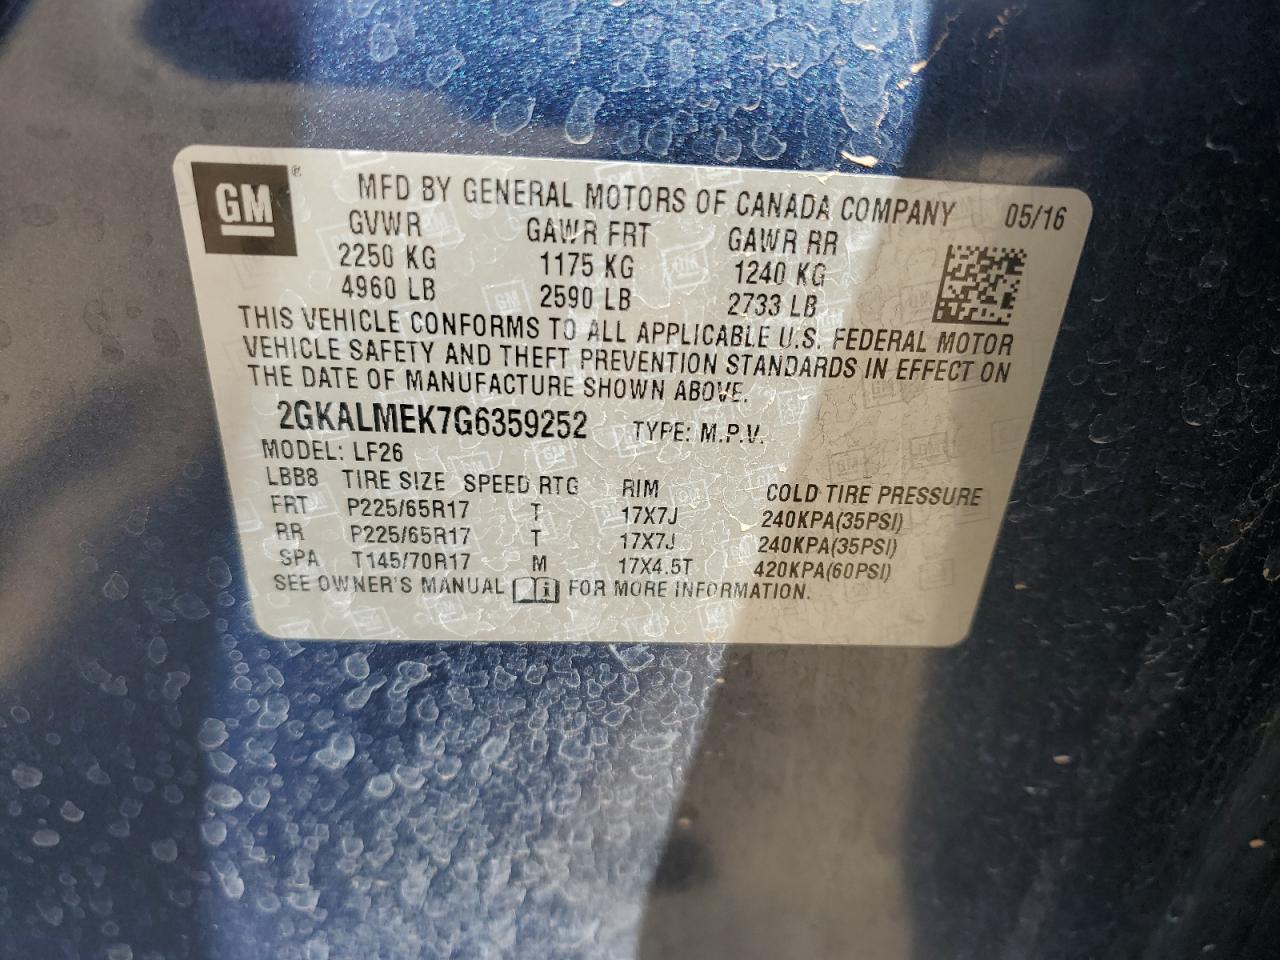 GM ® MFD BY GENERAL MOTORS OF CANADA COMPANY 05/16
GVWR GAWR FRT GAWR RR
2250 KG 1175 KG 1240 KG
4960 LB 2590 LB 2733 LB
THIS VEHICLE CONFORMS TO ALL APPLICABLE U.S. FEDERAL MOTOR
VEHICLE SAFETY AND THEFT PREVENTION STANDARDS IN EFFECT ON
THE DATE OF MANUFACTURE SHOWN ABOVE.
2GKALMEK7G6359252 TYPE: M.P.V.
MODEL: LF26
LBB8 TIRE SIZE SPEED RTG RIM COLD TIRE PRESSURE
FRT P225/65R17 T 17X7J 240KPA(35PSI)
RR P225/65R17 T 17X7J 240KPA(35PSI)
SPA T145/70R17 M 17X4.5T 420KPA(60PSI)
SEE OWNER'S MANUAL i FOR MORE INFORMATION.